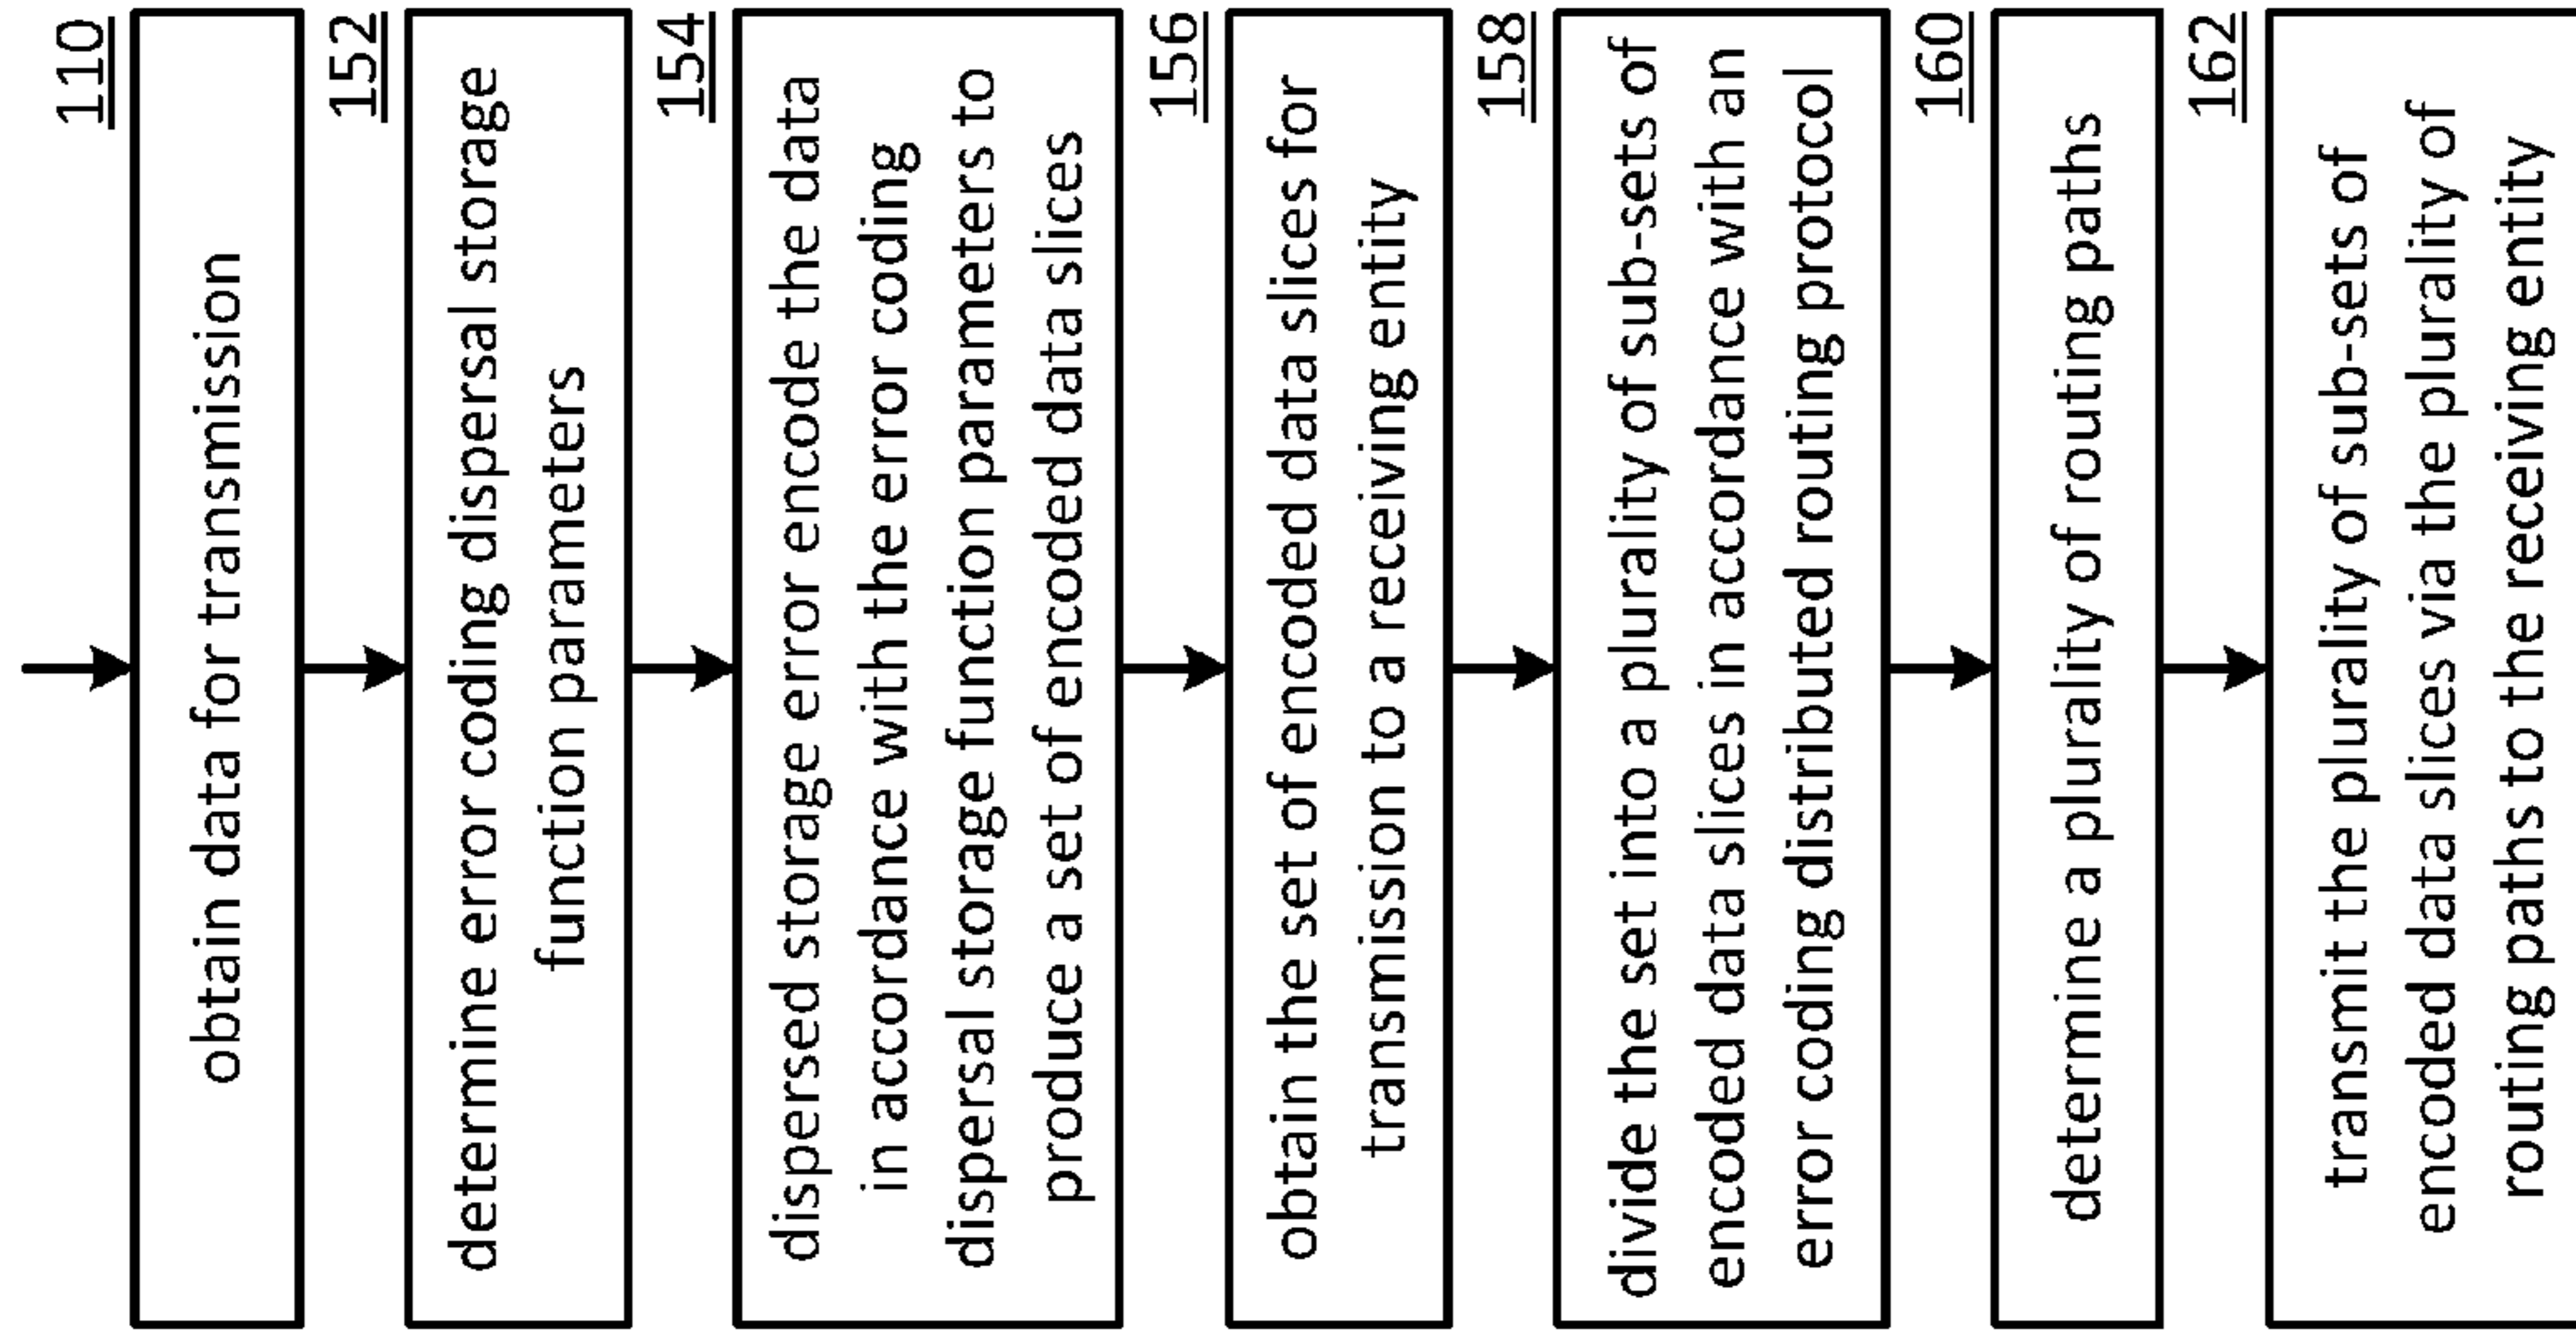 110
obtain data for transmission
152
determine error coding dispersal storage
function parameters
154
dispersed storage error encode the data
in accordance with the error coding
dispersal storage function parameters to
produce a set of encoded data slices
156
obtain the set of encoded data slices for
transmission to a receiving entity
158
divide the set into a plurality of sub-sets of
encoded data slices in accordance with an
error coding distributed routing protocol
160
determine a plurality of routing paths
162
transmit the plurality of sub-sets of
encoded data slices via the plurality of
routing paths to the receiving entity